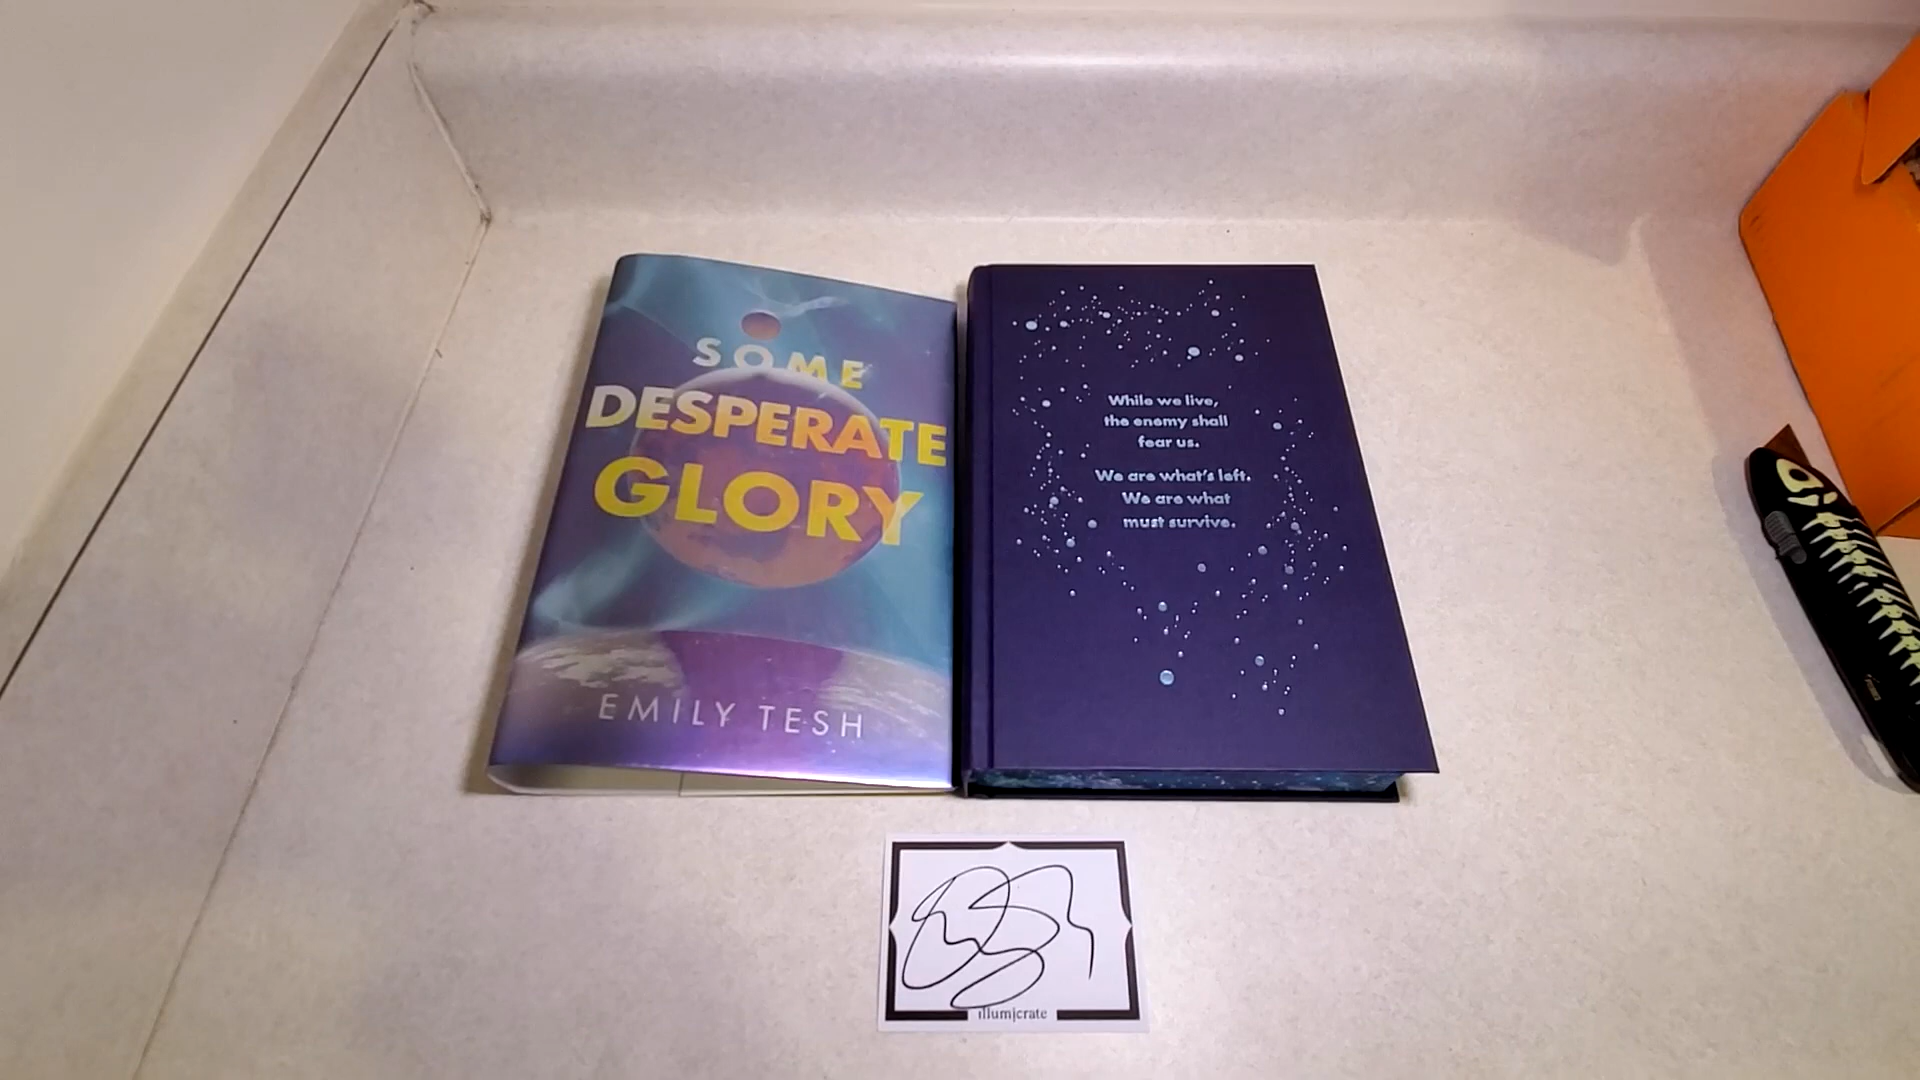 SOME
DESPERATE
GLORY
EMILY TESH
While we live,
the enemy shall
fear us.
We are what's left.
We are what
must survive.
illumicrate